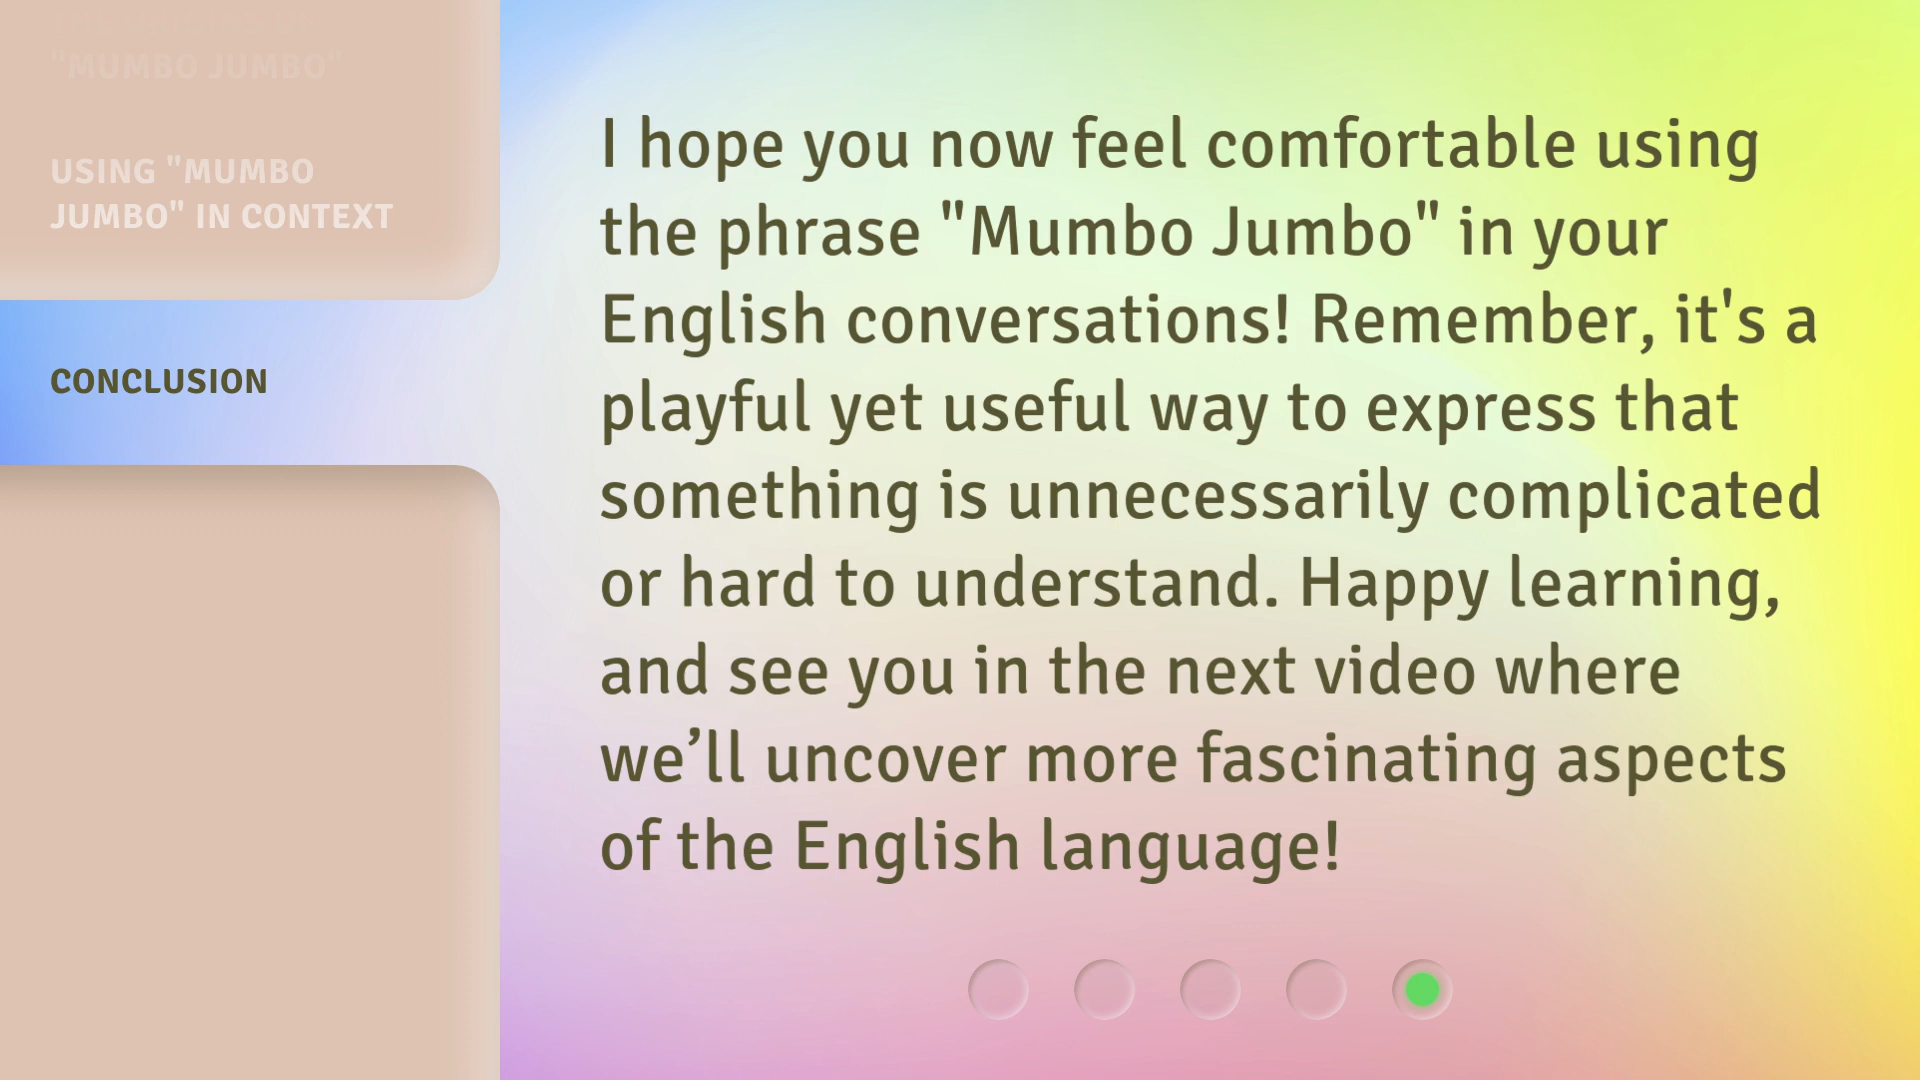 "MUMBO JUMBO"
USING "MUMBO
JUMBO" IN CONTEXT
CONCLUSION
I hope you now feel comfortable using
the phrase "Mumbo Jumbo" in your
English conversations! Remember, it's a
playful yet useful way to express that
something is unnecessarily complicated
or hard to understand. Happy learning,
and see you in the next video where
we’ll uncover more fascinating aspects
of the English language!